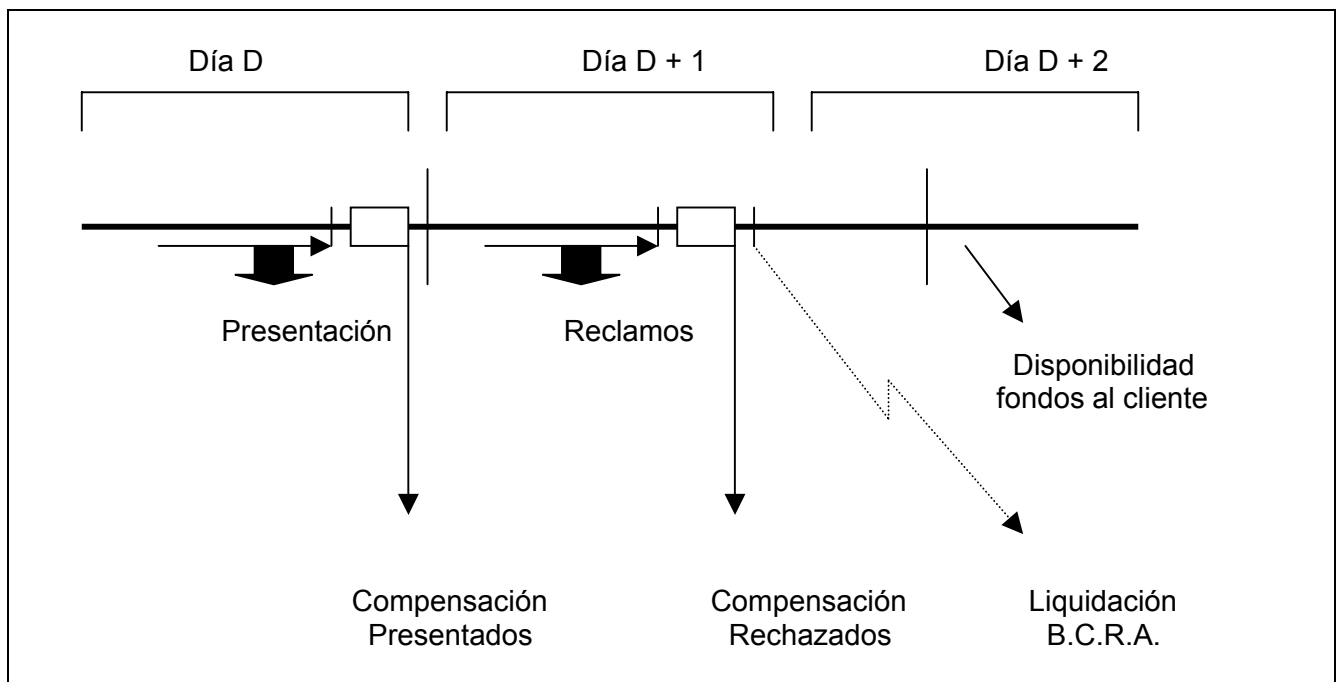 Día D
Día D + 1
Día D + 2
Presentación
Reclamos
Disponibilidad
fondos al cliente
Compensación
Presentados
Compensación
Rechazados
Liquidación
B.C.R.A.